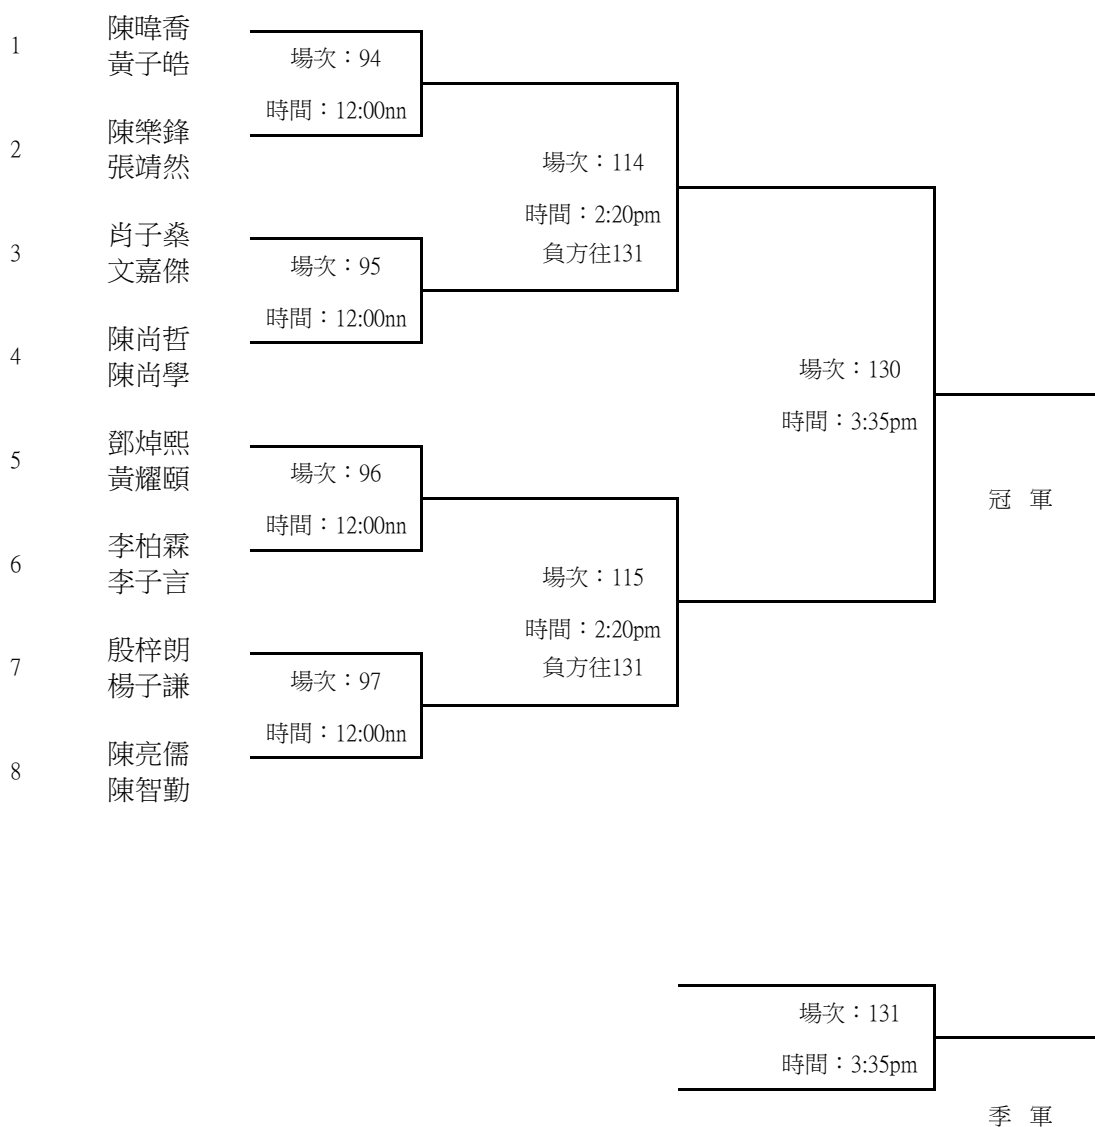 1
陳暐喬
黃子皓
場次：94
時間：12:00nn
2
陳樂鋒
張靖然
場次：114
時間：2:20pm
負方往131
3
肖子燊
文嘉傑
場次：95
時間：12:00nn
4
陳尚哲
陳尚學
場次：130
時間：3:35pm
5
鄧焯熙
黃耀頤
場次：96
時間：12:00nn
冠 軍
6
李柏霖
李子言
場次：115
時間：2:20pm
負方往131
7
殷梓朗
楊子謙
場次：97
時間：12:00nn
8
陳亮儒
陳智勤
場次：131
時間：3:35pm
季 軍